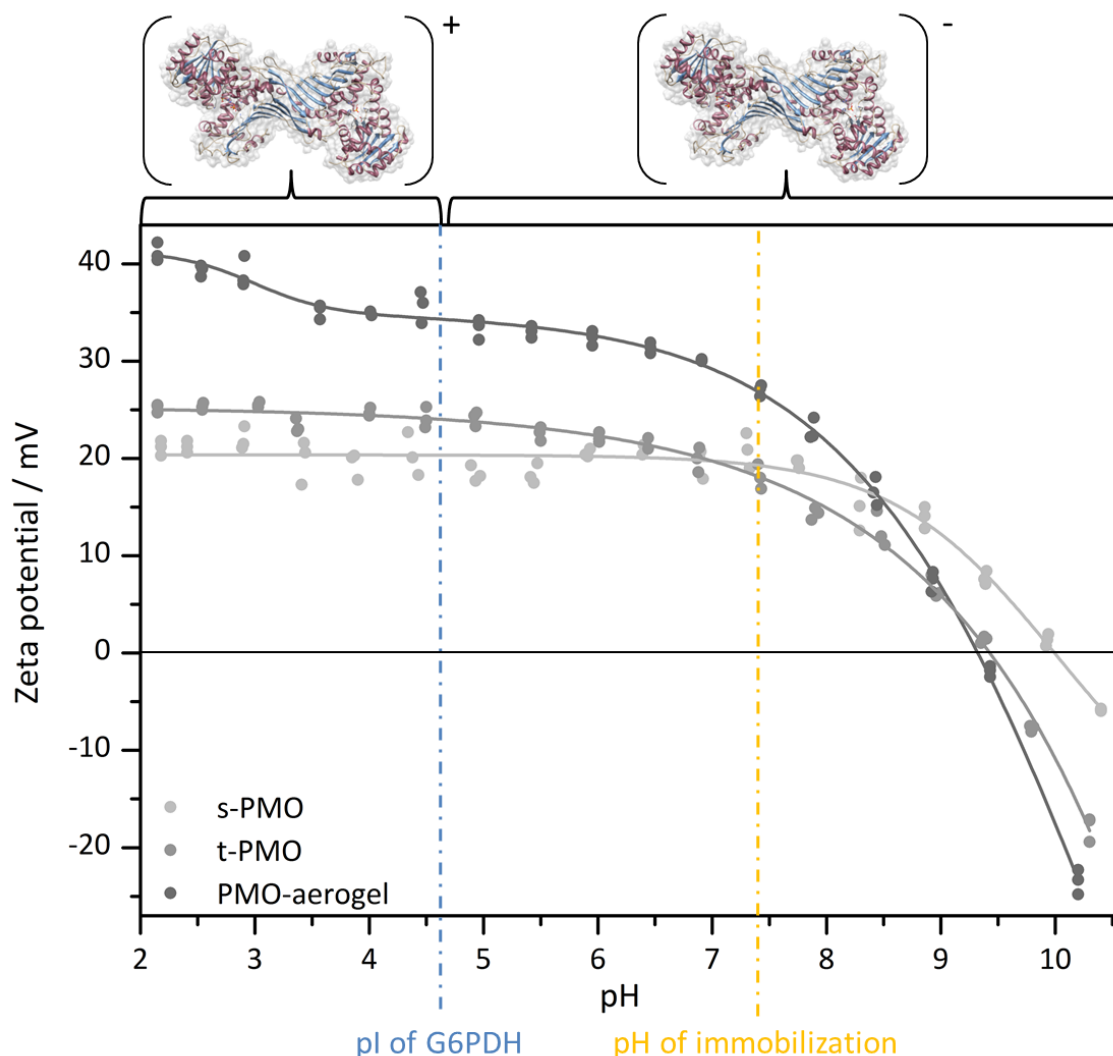 +
-
Zeta potential / mV
40
30
20
10
0
-10
-20
s-PMO
t-PMO
PMO-aerogel
2 3 4 5 6 7 8 9 10
pH
pI of G6PDH
pH of immobilization